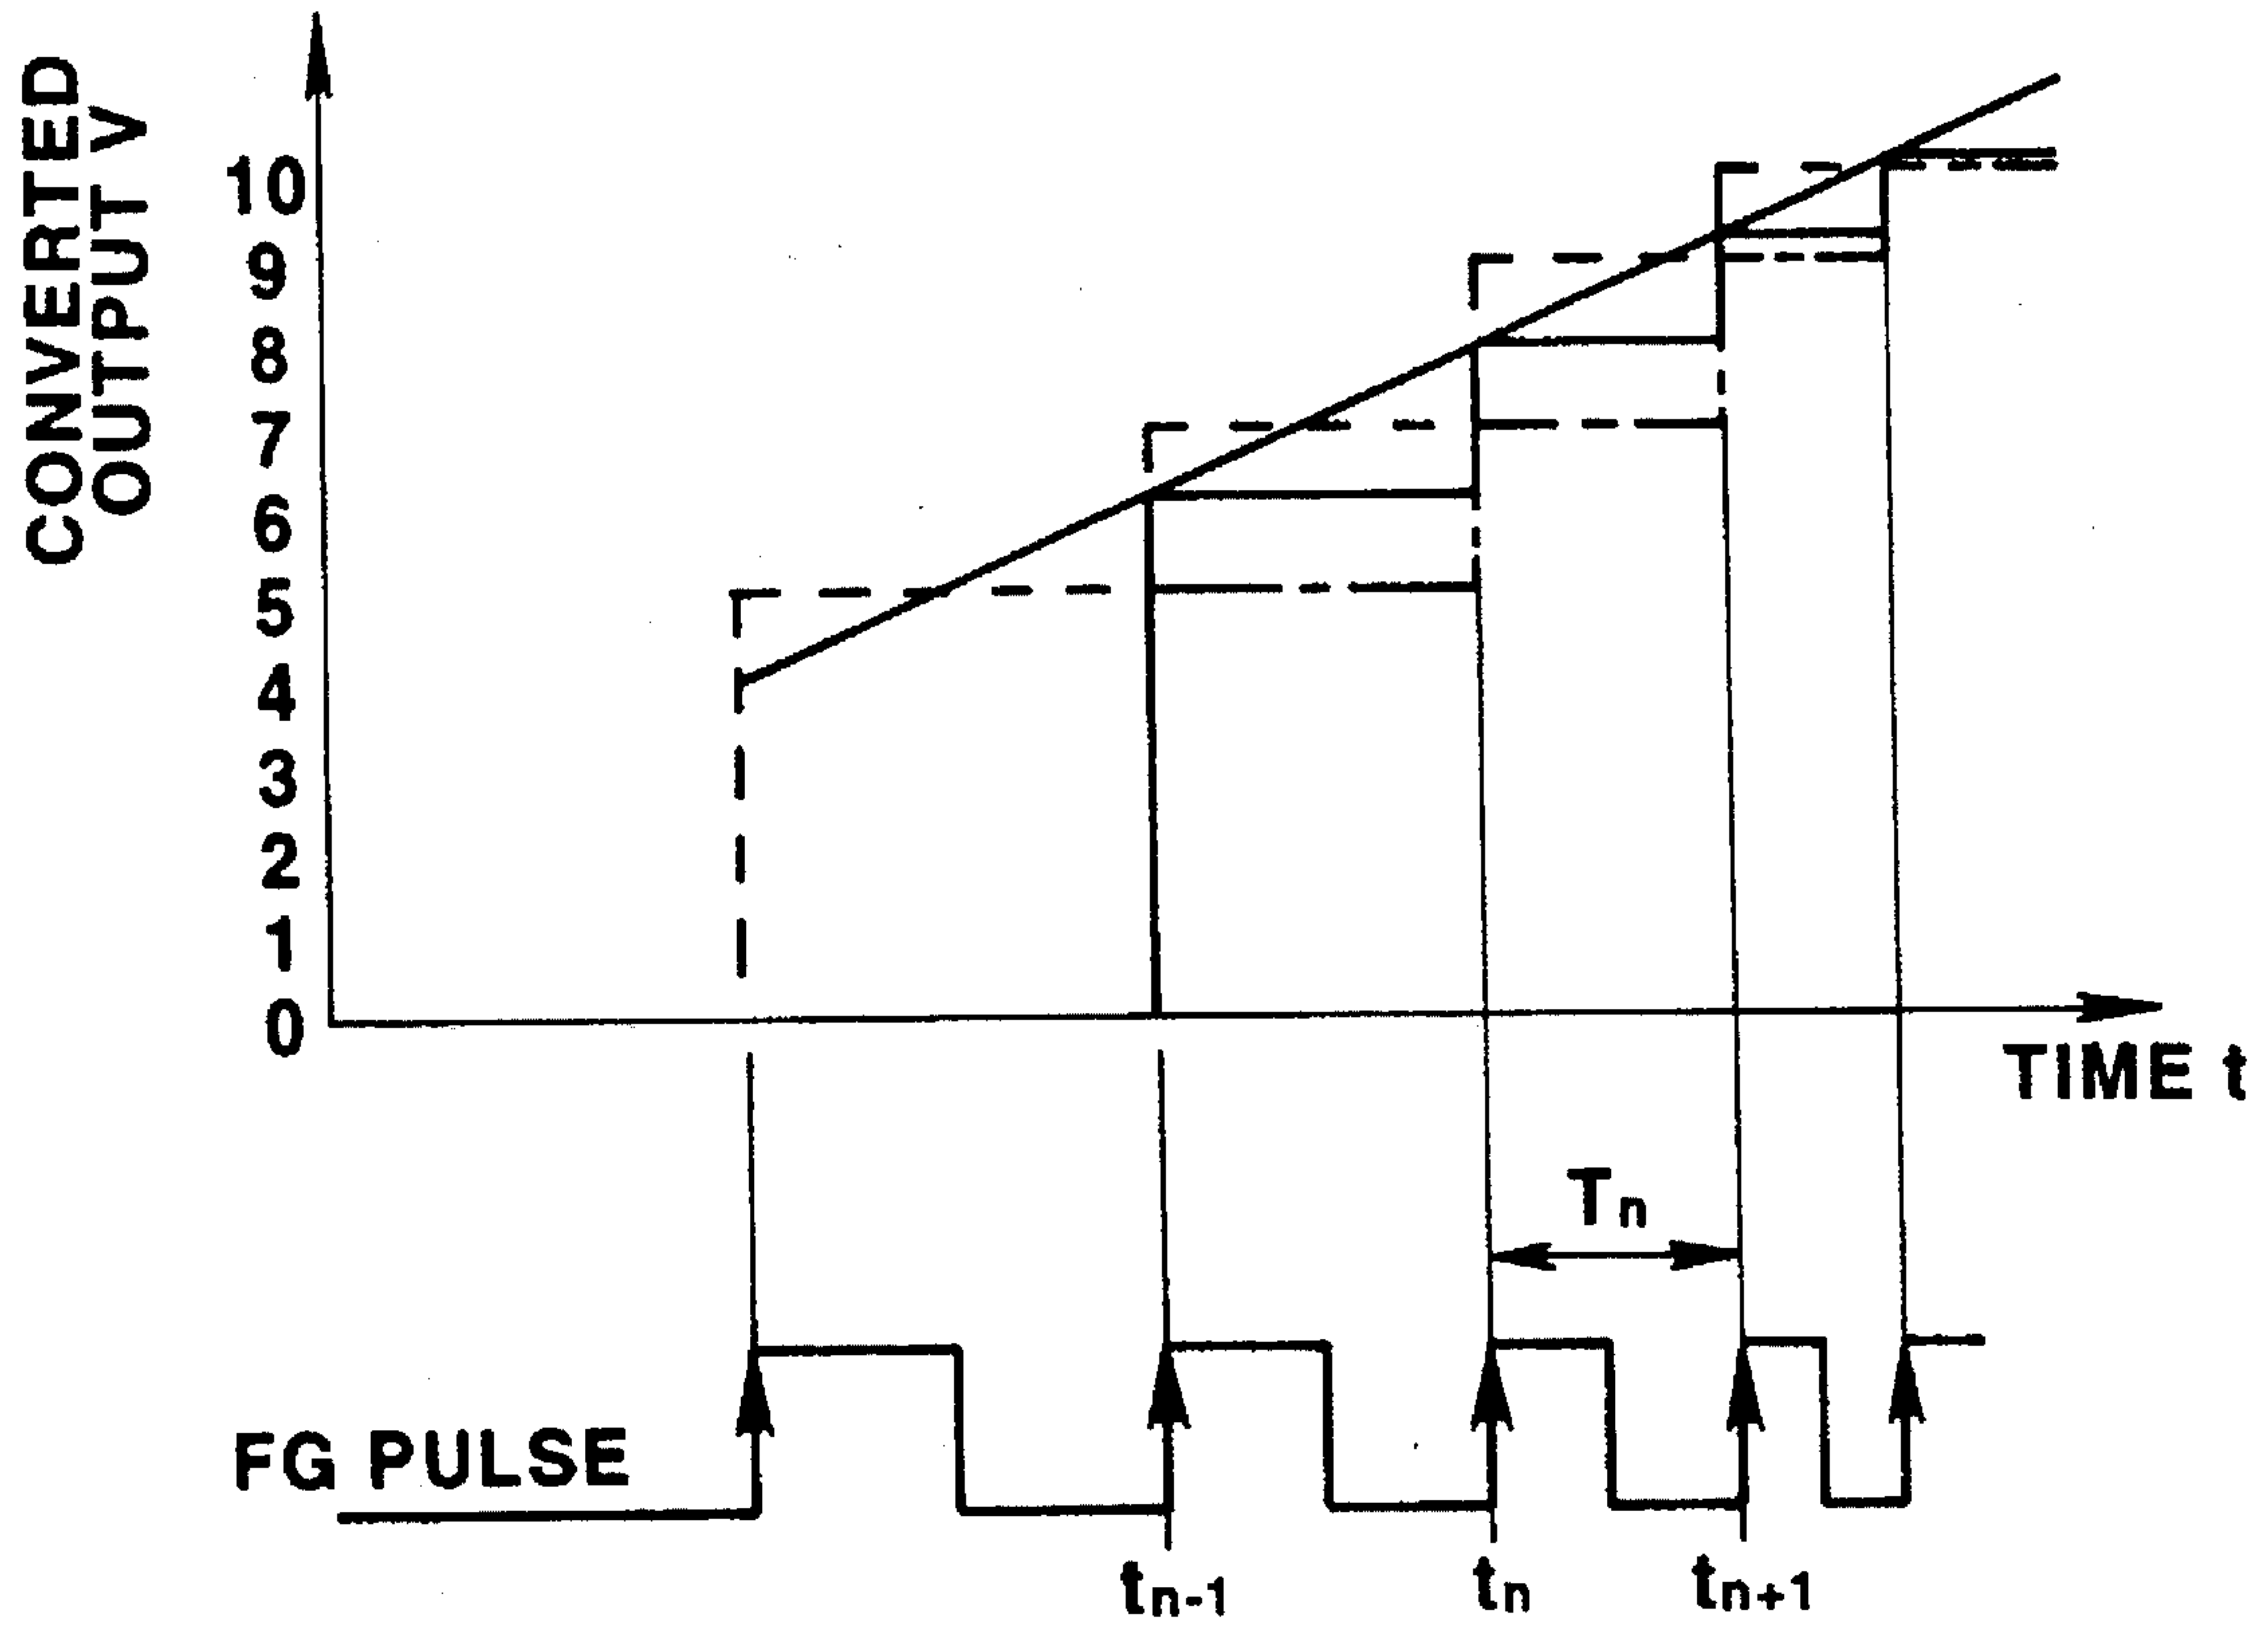 CONVERTED
OUTPUT V
10
9
8
7
6
5
4
3
2
1
0
TIME t
Tn
FG PULSE
tn-1
tn
tn+1